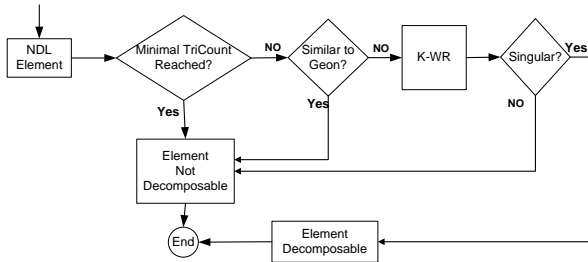 NDL
Element
Minimal TriCount
Reached?
NO
Similar to
Geon?
NO
K-WR
Singular?
Yes
Yes
Yes
NO
Element
Not
Decomposable
End
Element
Decomposable